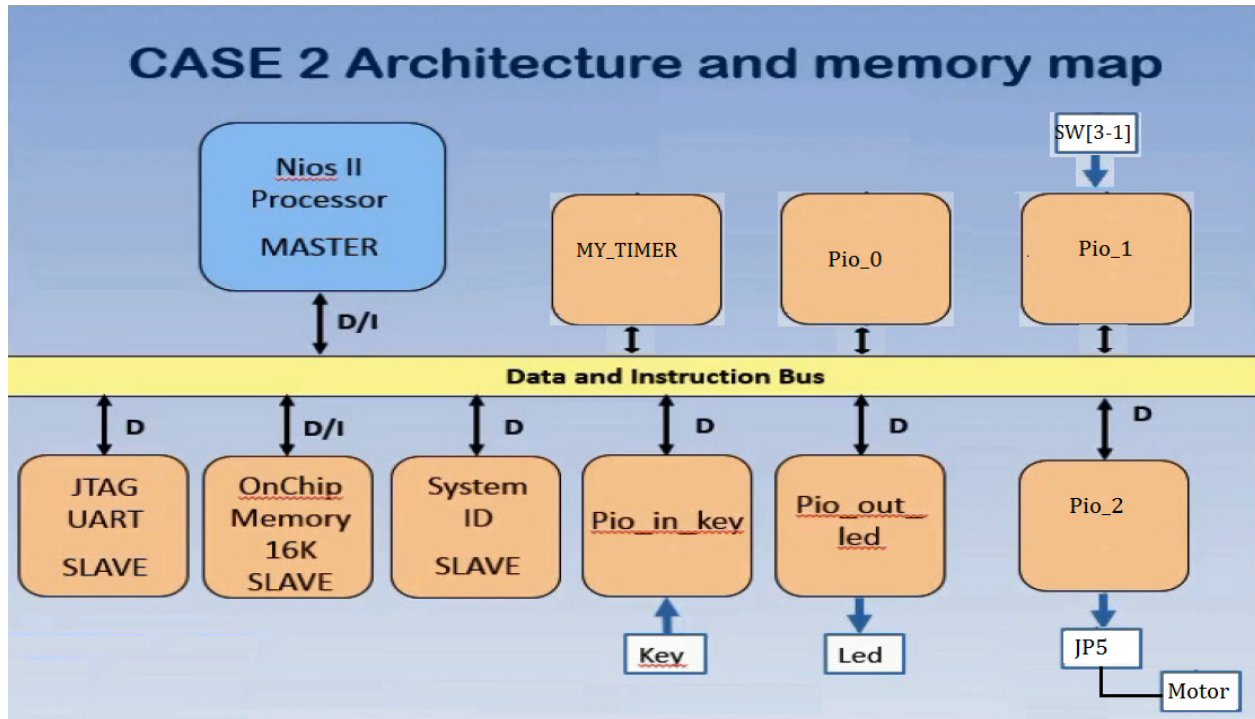 CASE 2 Architecture and memory map
SW[3-1]
Nios II
Processor
MASTER
MY_TIMER
Pio_0
Pio_1
D/I
Data and Instruction Bus
D
D/I
D
D
D
D
JTAG
UART
SLAVE
OnChip
Memory
16K
SLAVE
System
ID
SLAVE
Pio_in_key
Pio_out_
led
Pio_2
Key
Led
JP5
Motor